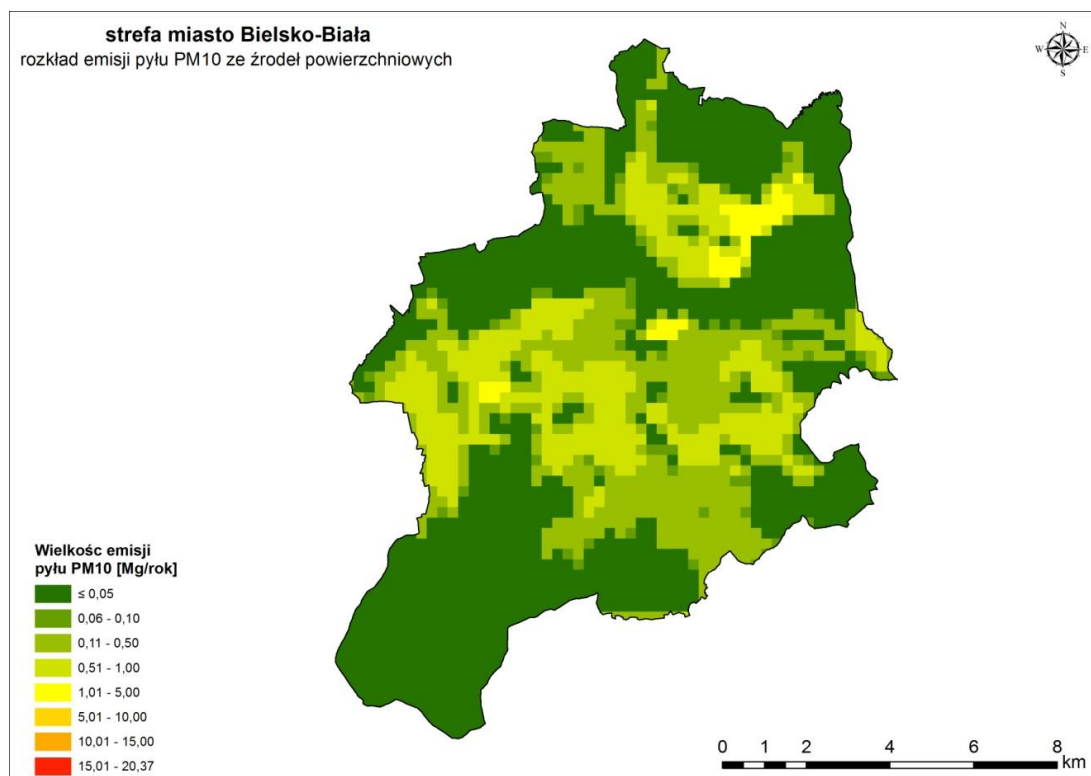 strefa miasto Bielsko-Biała
rozkład emisji pyłu PM10 ze źrodeł powierzchniowych
N
W E
S
Wielkośc emisji
pyłu PM10 [Mg/rok]
≤ 0,05
0,06 - 0,10
0,11 - 0,50
0,51 - 1,00
1,01 - 5,00
5,01 - 10,00
10,01 - 15,00
15,01 - 20,37
0 1 2 4 6 8
km